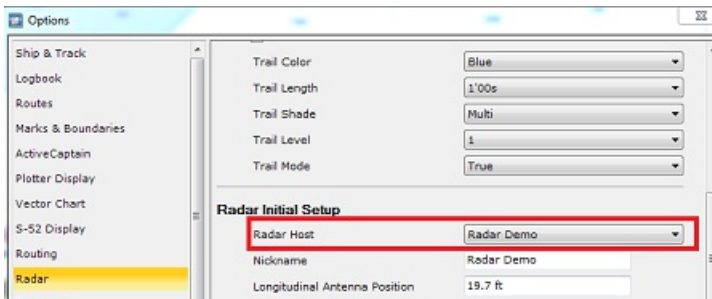 Options
Ship & Track
Logbook
Routes
Marks & Boundaries
ActiveCaptain
Plotter Display
Vector Chart
S-52 Display
Routing
Radar
Trail Color Blue
Trail Length 1'00s
Trail Shade Multi
Trail Level 1
Trail Mode True
Radar Initial Setup
Radar Host Radar Demo
Nickname Radar Demo
Longitudinal Antenna Position 19.7 ft